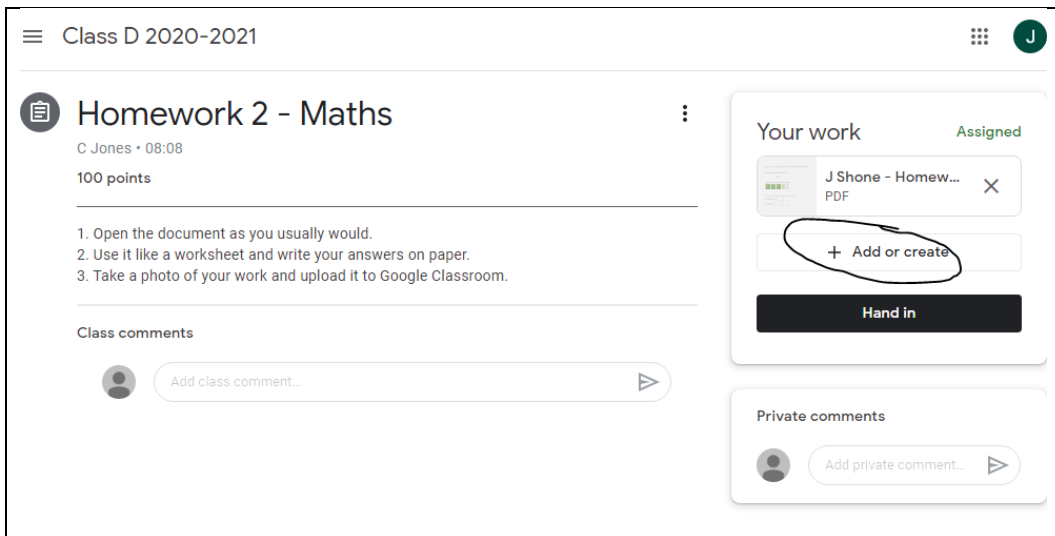 Class D 2020-2021
J
Homework 2 - Maths
C Jones • 08:08
100 points
1. Open the document as you usually would.
2. Use it like a worksheet and write your answers on paper.
3. Take a photo of your work and upload it to Google Classroom.
Class comments
Add class comment...
Your work
Assigned
J Shone - Homew...
PDF
+ Add or create
Hand in
Private comments
Add private comment...